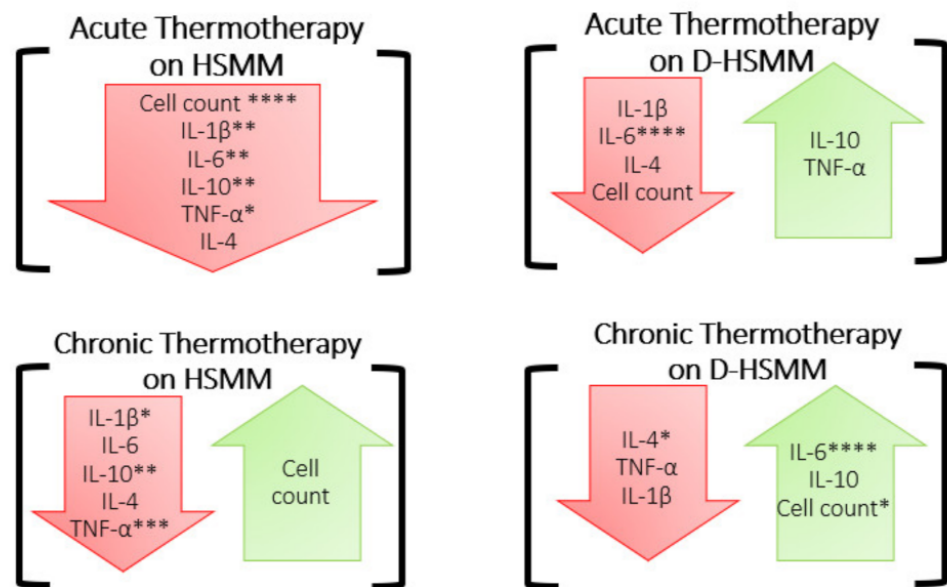 Acute Thermotherapy
on HSMM
Cell count ****
IL-1β**
IL-6**
IL-10**
TNF-α*
IL-4
Acute Thermotherapy
on D-HSMM
IL-1β
IL-6****
IL-4
Cell count
IL-10
TNF-α
Chronic Thermotherapy
on HSMM
IL-1β*
IL-6
IL-10**
IL-4
TNF-α***
Cell
count
Chronic Thermotherapy
on D-HSMM
IL-4*
TNF-α
IL-1β
IL-6****
IL-10
Cell count*